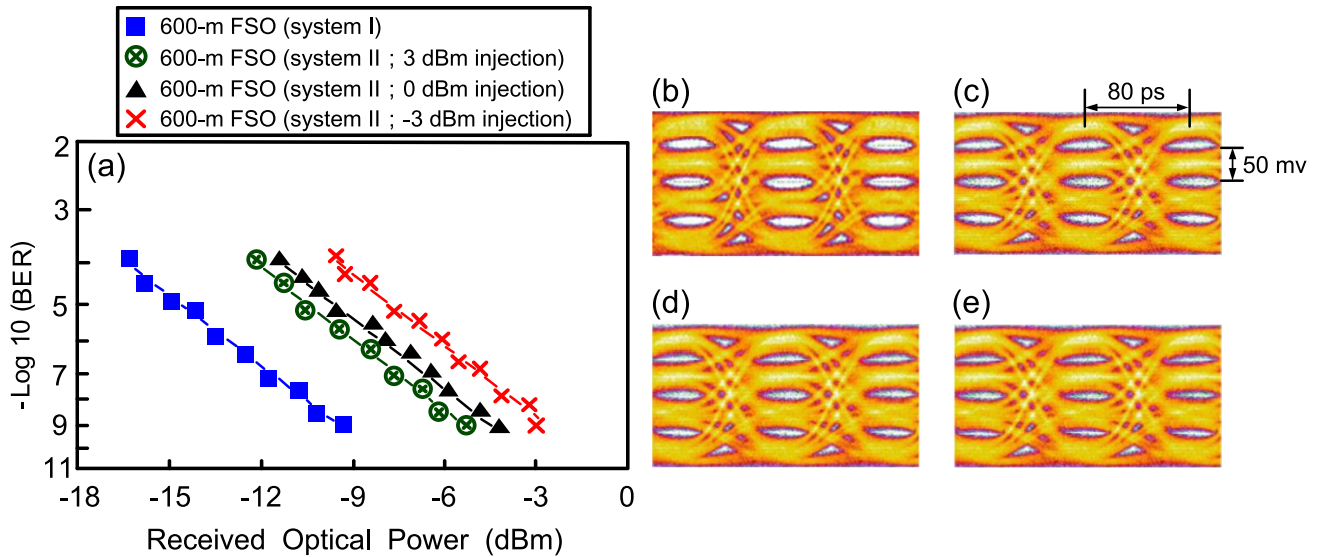 600-m FSO (system I)
600-m FSO (system II ; 3 dBm injection)
600-m FSO (system II ; 0 dBm injection)
600-m FSO (system II ; -3 dBm injection)
(a)
2
3
5
7
9
11
-Log 10 (BER)
-18 -15 -12 -9 -6 -3 0
Received Optical Power (dBm)
(b)
(c)
80 ps
50 mv
(d)
(e)